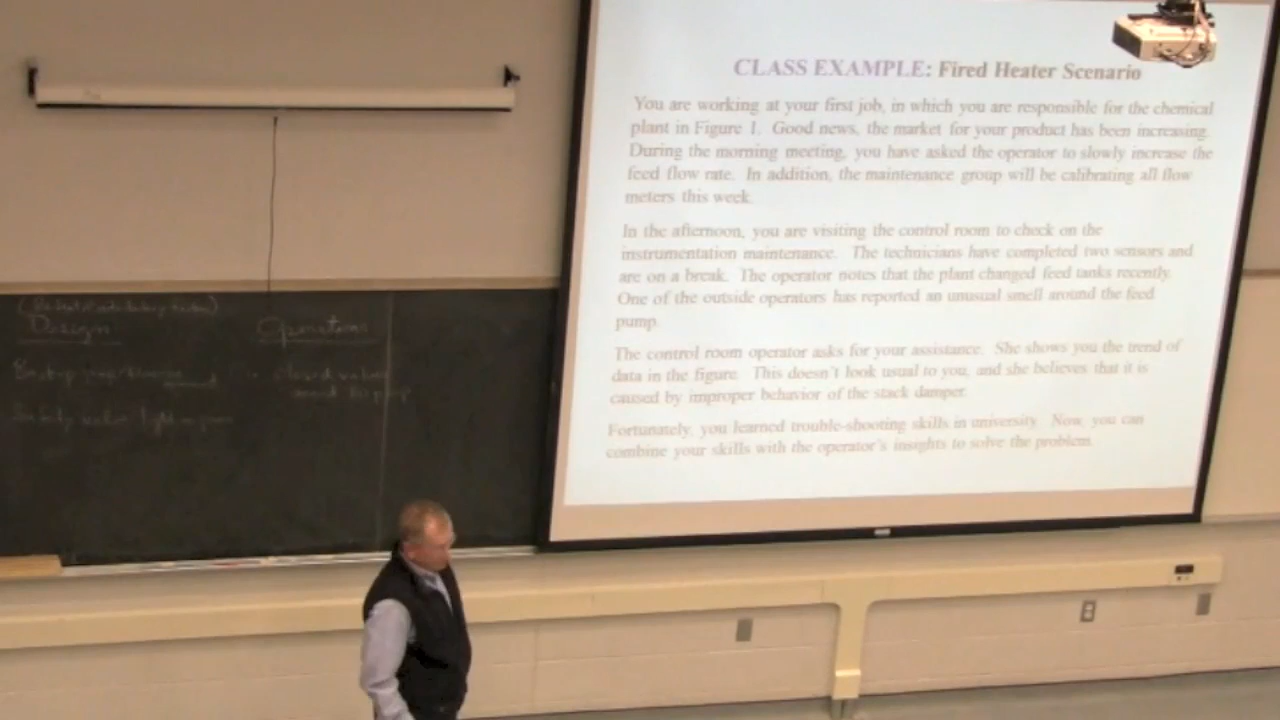 CLASS EXAMPLE: Fired Heater Scenario
You are working at your first job, in which you are responsible for the chemical
plant in Figure 1. Good news, the market for your product has been increasing.
During the morning meeting, you have asked the operator to slowly increase the
feed flow rate. In addition, the maintenance group will be calibrating all flow
meters this week.
In the afternoon, you are visiting the control room to check on the
instrumentation maintenance. The technicians have completed two sensors and
are on a break. The operator notes that the plant changed feed tanks recently.
One of the outside operators has reported an unusual smell around the feed
pump.
The control room operator asks for your assistance. She shows you the trend of
data in the figure. This doesn't look usual to you, and she believes that it is
caused by improper behavior of the stack damper.
Fortunately, you learned trouble-shooting skills in university. Now, you can
combine your skills with the operator's insights to solve the problem.
Design
Operations